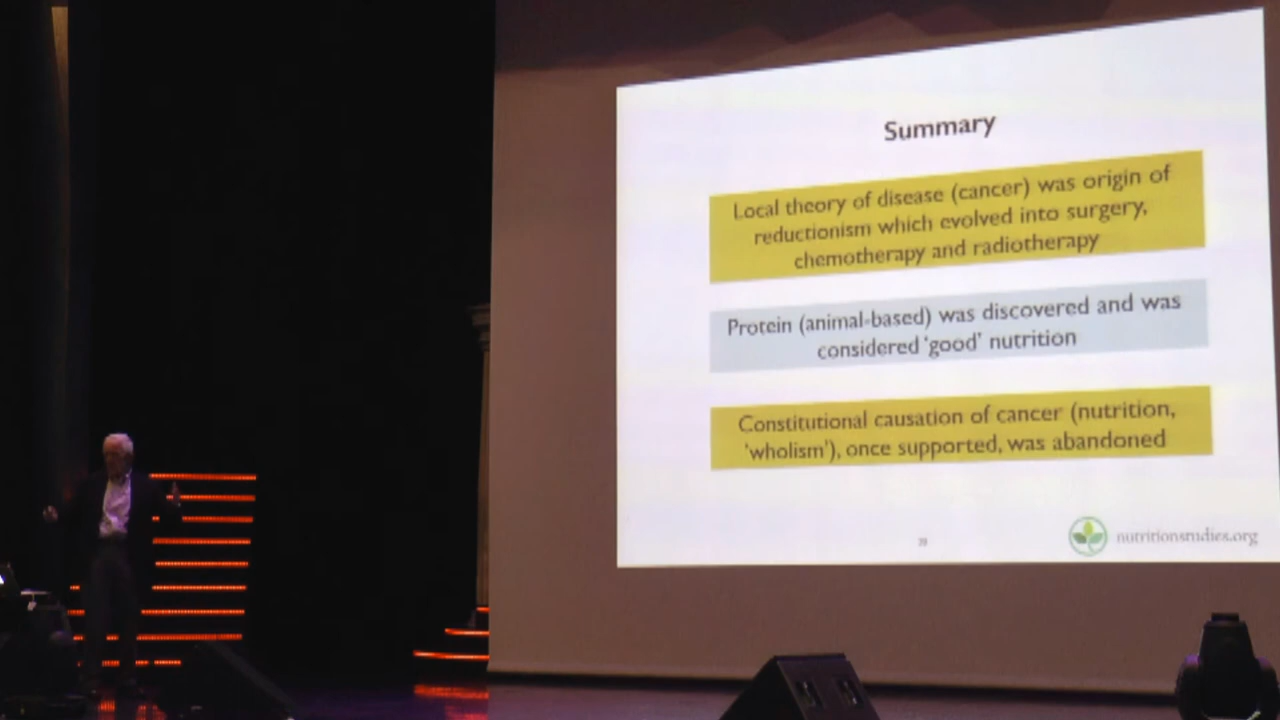 Summary
Local theory of disease (cancer) was origin of
reductionism which evolved into surgery,
chemotherapy and radiotherapy
Protein (animal-based) was discovered and was
considered 'good' nutrition
Constitutional causation of cancer (nutrition,
'wholism'), once supported, was abandoned
nutritionstudies.org